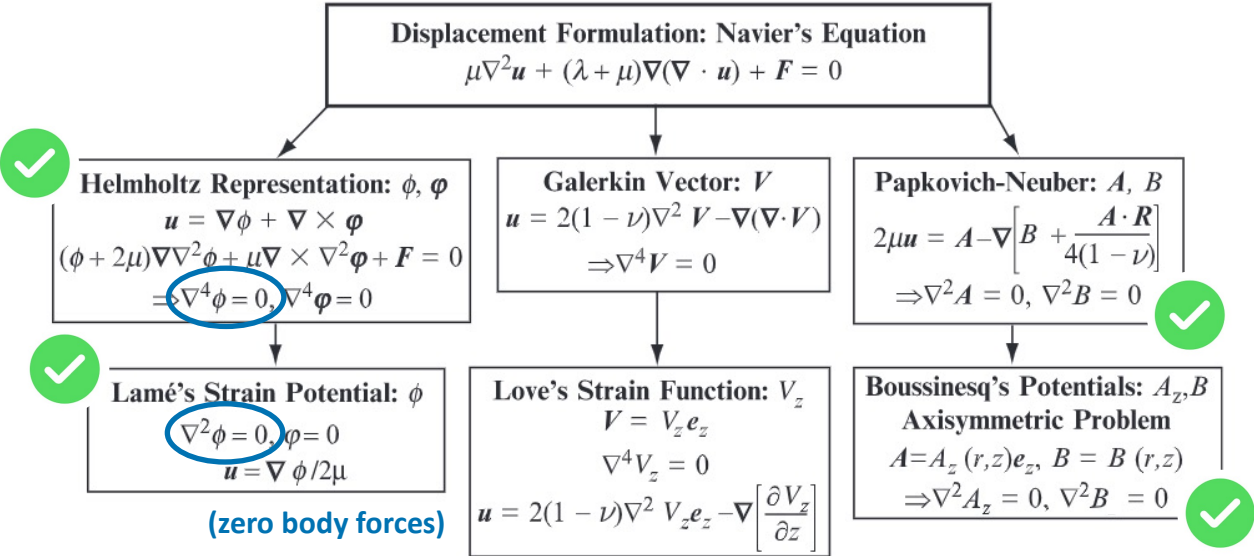 Displacement Formulation: Navier's Equation
μ∇²u + (λ + μ)∇(∇ · u) + F = 0
Helmholtz Representation: ϕ, φ
u = ∇ϕ + ∇ × φ
(ϕ + 2μ)∇∇²ϕ + μ∇ × ∇²φ + F = 0
⇒∇⁴ϕ = 0, ∇⁴φ = 0
Galerkin Vector: V
u = 2(1 − ν)∇² V −∇(∇·V)
⇒∇⁴V = 0
Papkovich-Neuber: A, B
2μu = A−∇[B + A · R / 4(1 − ν)]
⇒∇²A = 0, ∇²B = 0
Lamé's Strain Potential: ϕ
∇²ϕ = 0, φ = 0
u = ∇ ϕ /2μ
(zero body forces)
Love's Strain Function: V_z
V = V_z e_z
∇⁴V_z = 0
u = 2(1 − ν)∇² V_z e_z −∇[∂V_z / ∂z]
Boussinesq's Potentials: A_z,B
Axisymmetric Problem
A=A_z (r,z)e_z, B = B (r,z)
⇒∇²A_z = 0, ∇²B = 0